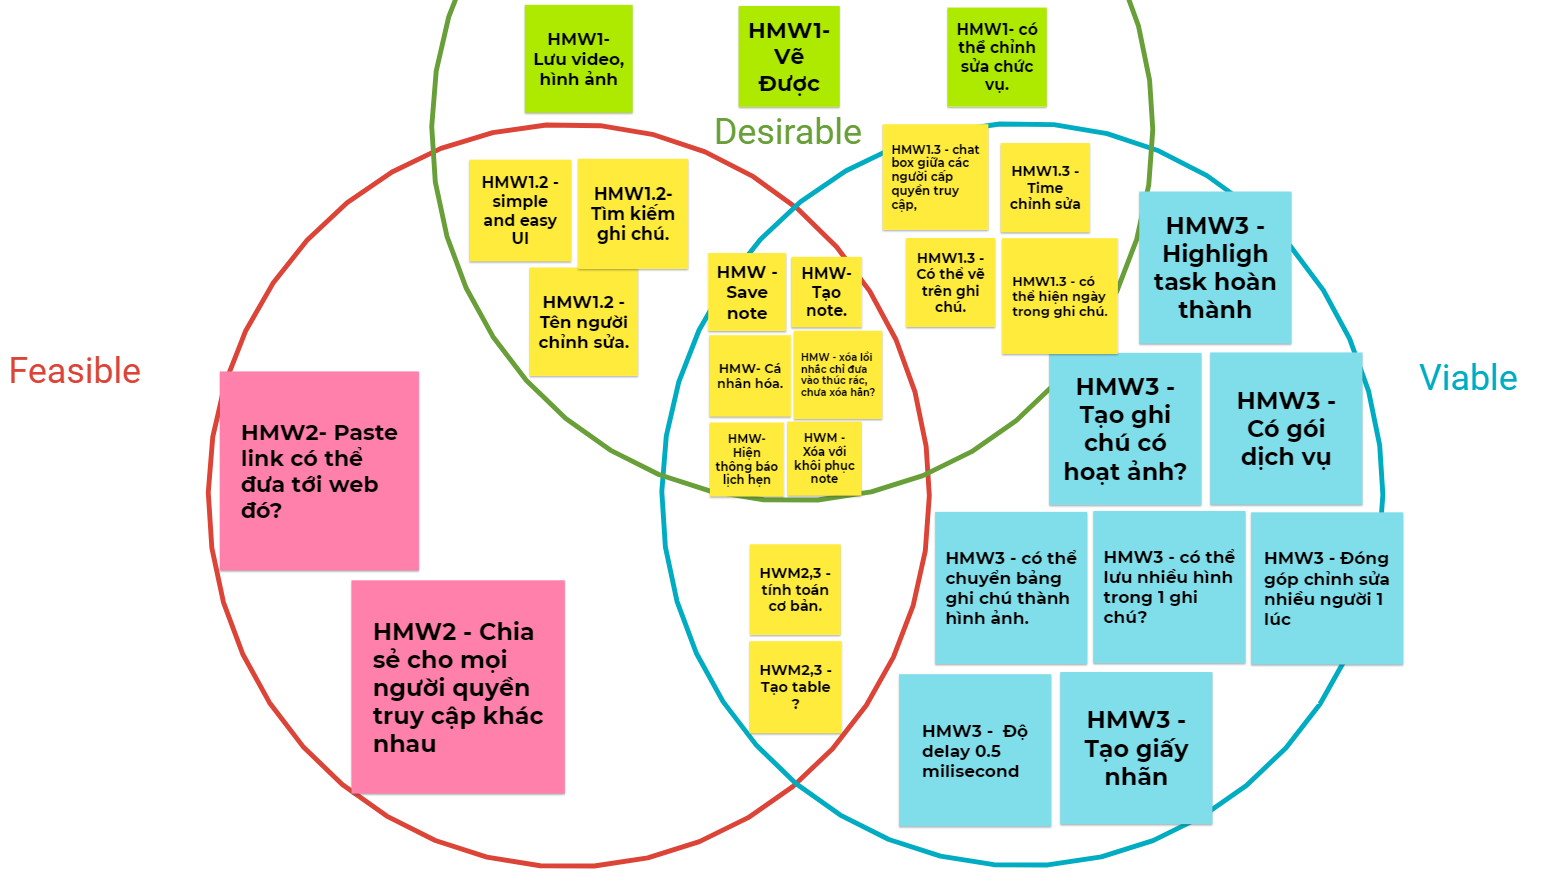 HMW1-
Lưu video,
hình ảnh
HMW1-
Vẽ
Được
HMW1- có
thể chỉnh
sửa chức
vụ.
Desirable
HMW1.2 -
simple
and easy
UI
HMW1.2-
Tìm kiếm
ghi chú.
HMW1.2 -
Tên người
chỉnh sửa.
HMW1.3 - chat
box giữa các
người cấp
quyền truy
cập,
HMW1.3 -
Time
chỉnh sửa
HMW1.3 -
Có thể vẽ
trên ghi
chú.
HMW1.3 - có
thể hiện ngày
trong ghi chú.
HMW -
Save
note
HMW-
Tạo
note.
HMW- Cá
nhân hóa.
HMW - xóa lối
nhắc chỉ đưa
vào thúc rác,
chưa xóa hẳn?
HMW-
Hiện
thông báo
lịch hẹn
HWM -
Xóa với
khôi phục
note
Feasible
HMW2- Paste
link có thể
đưa tới web
đó?
HMW2 - Chia
sẻ cho mọi
người quyền
truy cập khác
nhau
HWM2,3 -
tính toán
cơ bản.
HWM2,3 -
Tạo table
?
Viable
HMW3 -
Highligh
task hoàn
thành
HMW3 -
Tạo ghi
chú có
hoạt ảnh?
HMW3 -
Có gói
dịch vụ
HMW3 - có thể
chuyển bảng
ghi chú thành
hình ảnh.
HMW3 - có thể
lưu nhiều hình
trong 1 ghi
chú?
HMW3 - Đóng
góp chỉnh sửa
nhiều người 1
lúc
HMW3 -  Độ
delay 0.5
milisecond
HMW3 -
Tạo giấy
nhãn